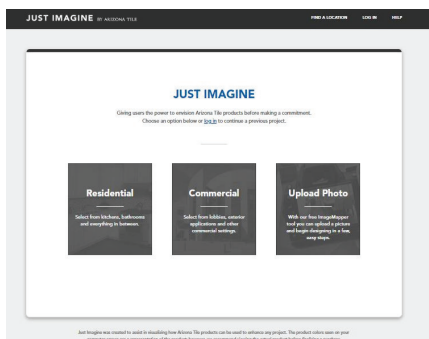 JUST IMAGINE BY ARIZONA TILE
FIND A LOCATION LOG IN HELP
JUST IMAGINE
Giving users the power to envision Arizona Tile products before making a commitment.
Choose an option below or log in to continue a previous project.
Residential
Select from kitchens, bathrooms
and everything in between.
Commercial
Select from lobbies, exterior
applications and other
commercial settings.
Upload Photo
With our free ImageMapper
tool you can upload a picture
and begin designing in a few,
easy steps.
Just Imagine was created to assist in visualizing how Arizona Tile products can be used to enhance any project. The product colors seen on your